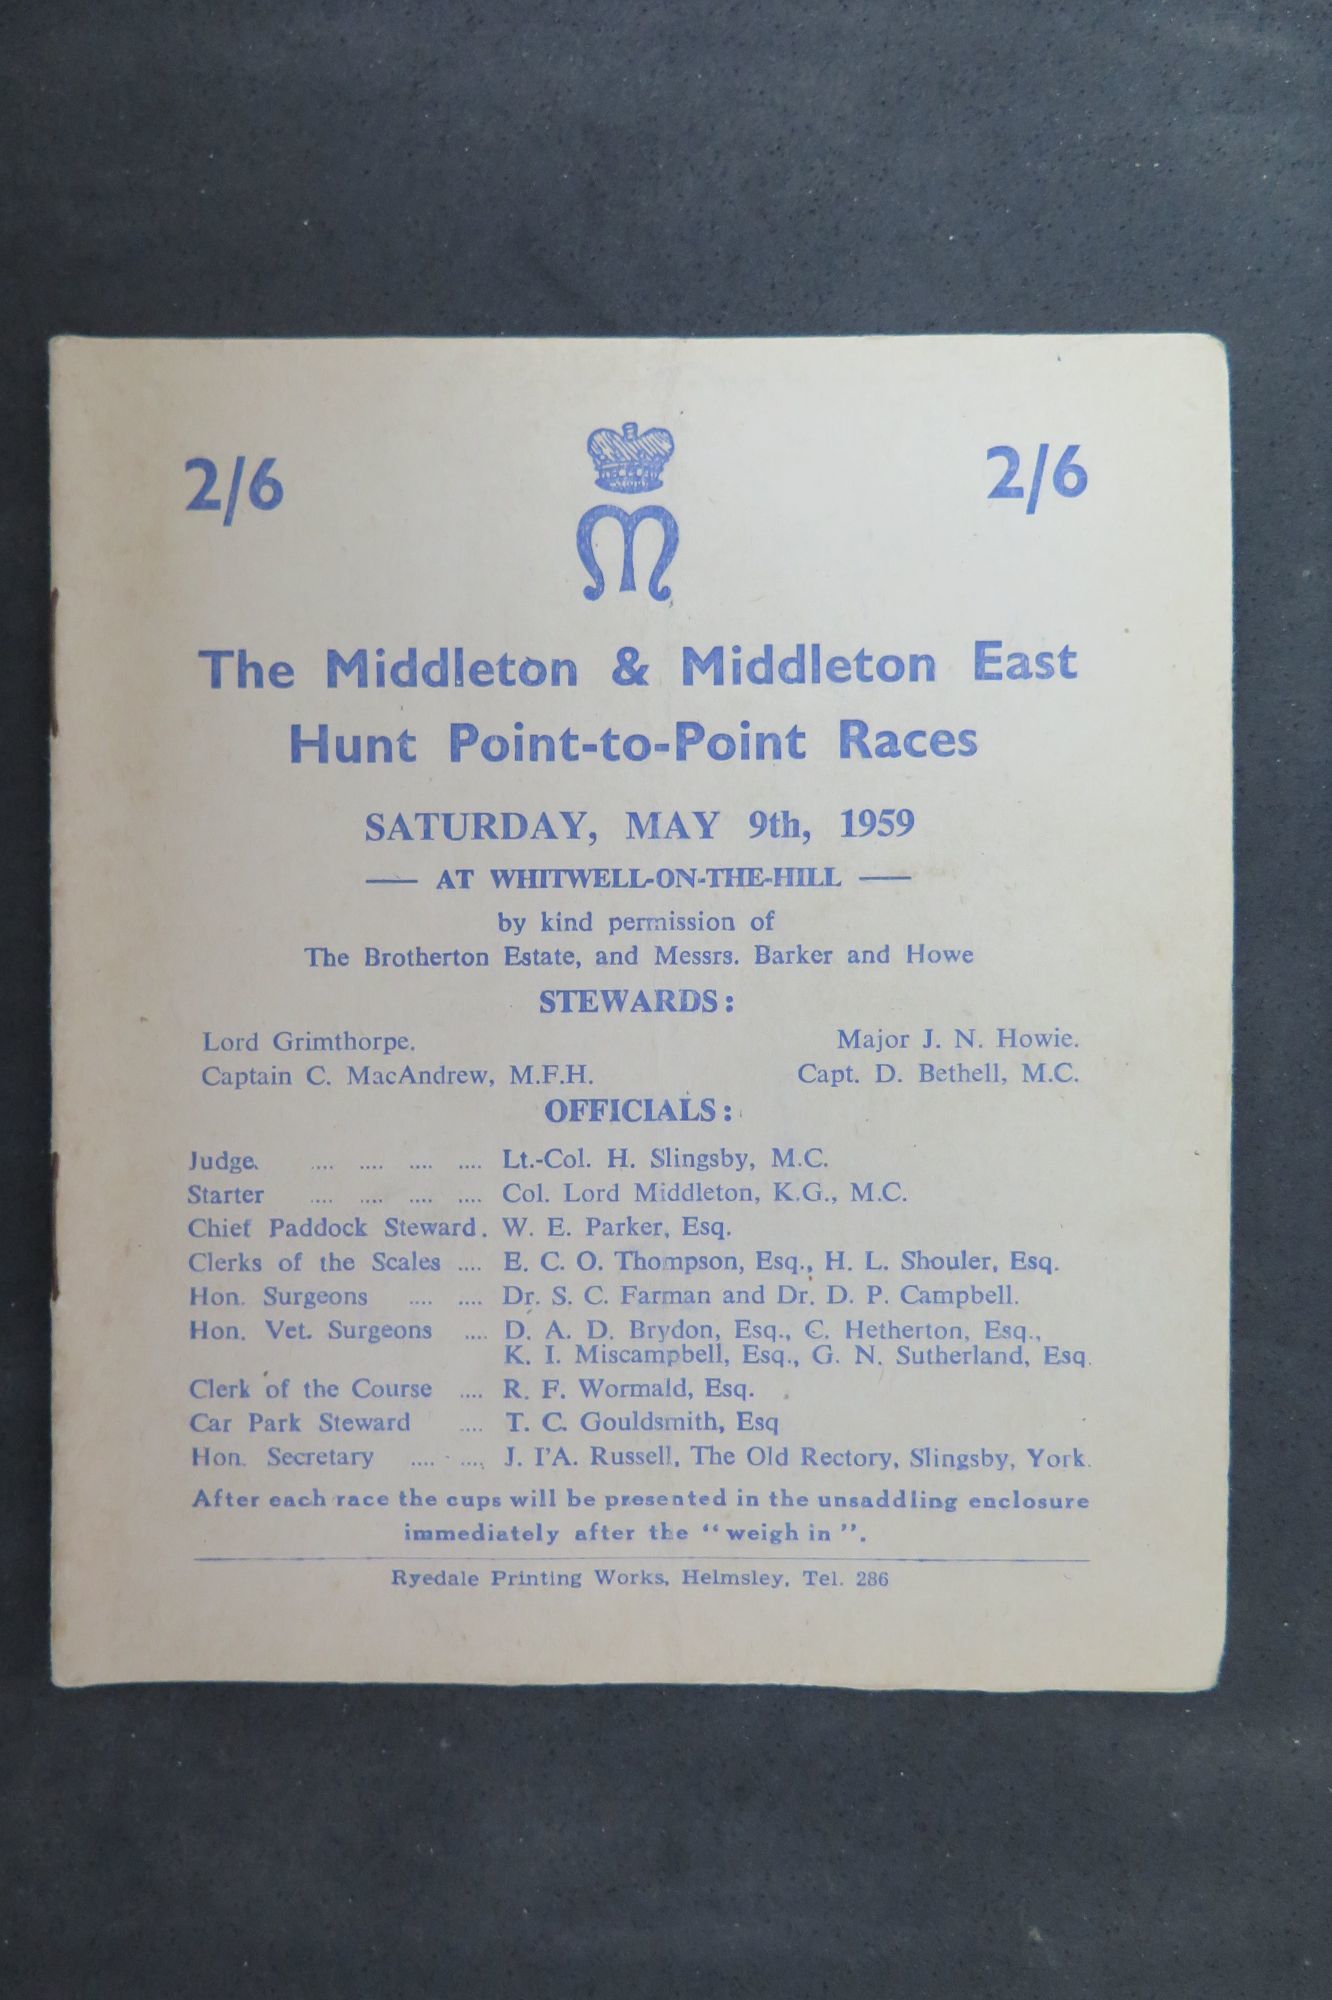 2/6 2/6
M
The Middleton & Middleton East
Hunt Point-to-Point Races
SATURDAY, MAY 9th, 1959
— AT WHITWELL-ON-THE-HILL —
by kind permission of
The Brotherton Estate, and Messrs. Barker and Howe
STEWARDS:
Lord Grimthorpe. Major J. N. Howie.
Captain C. MacAndrew, M.F.H. Capt. D. Bethell, M.C.
OFFICIALS:
Judge. .... .... .... .... Lt.-Col. H. Slingsby, M.C.
Starter .... .... .... .... Col. Lord Middleton, K.G., M.C.
Chief Paddock Steward. W. E. Parker, Esq.
Clerks of the Scales .... E. C. O. Thompson, Esq., H. L. Shouler, Esq.
Hon. Surgeons .... .... Dr. S. C. Farman and Dr. D. P. Campbell.
Hon. Vet. Surgeons .... D. A. D. Brydon, Esq., C. Hetherton, Esq.,
K. I. Miscampbell, Esq., G. N. Sutherland, Esq.
Clerk of the Course .... R. F. Wormald, Esq.
Car Park Steward .... T. C. Gouldsmith, Esq
Hon. Secretary .... .... J. I'A. Russell, The Old Rectory, Slingsby, York.
After each race the cups will be presented in the unsaddling enclosure
immediately after the "weigh in".
Ryedale Printing Works, Helmsley, Tel. 286